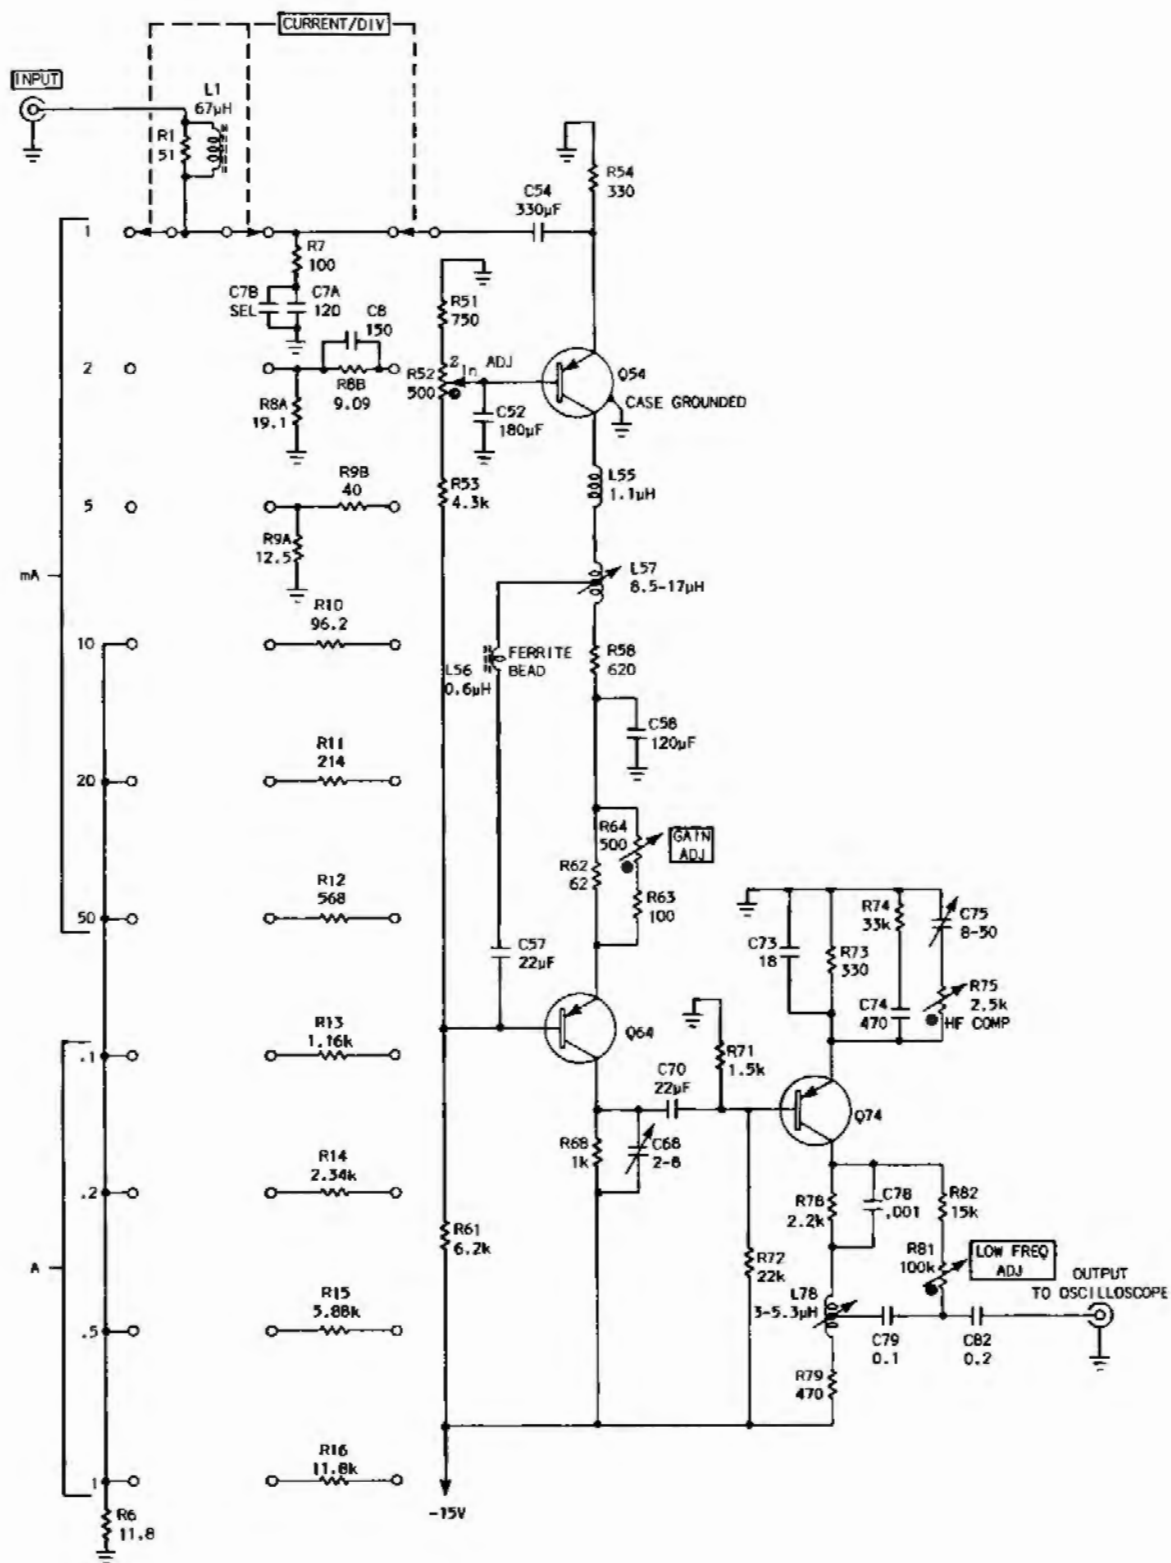 CURRENT/DIV
INPUT
L1
67µH
R1
51
R54
330
C54
330µF
1
R7
100
C7B
SEL
C7A
120
C8
150
R51
750
2
R52
500
Zin ADJ
Q54
CASE GROUNDED
R8B
9.09
R8A
19.1
C52
180µF
R9B
40
R53
4.3k
L55
1.1µH
5
R9A
12.5
mA
L57
8.5-17µH
R10
96.2
10
FERRITE
BEAD
L56
0.6µH
R58
620
C58
120µF
R11
214
20
R64
500
GAIN
ADJ
R62
62
R63
100
R12
568
50
C57
22µF
R74
33k
C75
8-50
C73
18
R73
330
R75
2.5k
HF COMP
C74
470
R13
1.16k
.1
Q64
R71
1.5k
C70
22µF
Q74
R68
1k
C68
2-8
R14
2.34k
.2
R78
2.2k
C78
.001
R82
15k
R61
6.2k
R72
22k
R81
100k
LOW FREQ
ADJ
A
OUTPUT
TO OSCILLOSCOPE
L78
3-5.3µH
R15
5.88k
.5
C79
0.1
C82
0.2
R79
470
R16
11.8k
1
-15V
R6
11.8